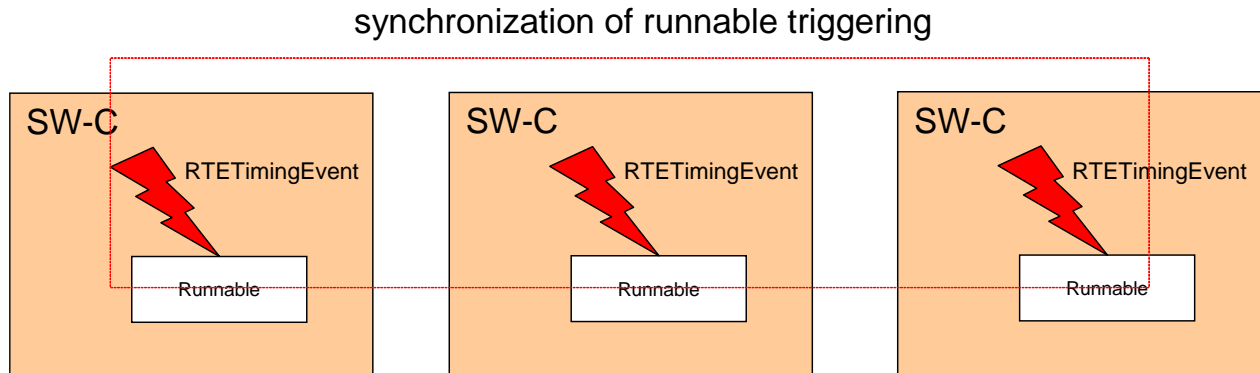 synchronization of runnable triggering
SW-C
RTETimingEvent
Runnable
SW-C
RTETimingEvent
Runnable
SW-C
RTETimingEvent
Runnable